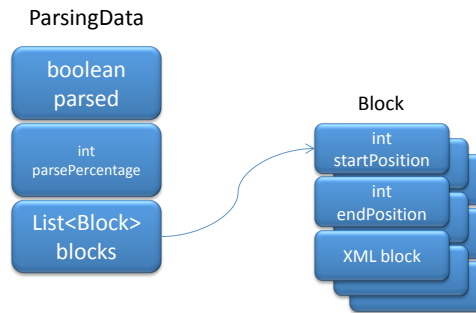 ParsingData
boolean
parsed
int
parsePercentage
List<Block>
blocks
Block
int
startPosition
int
endPosition
XML block